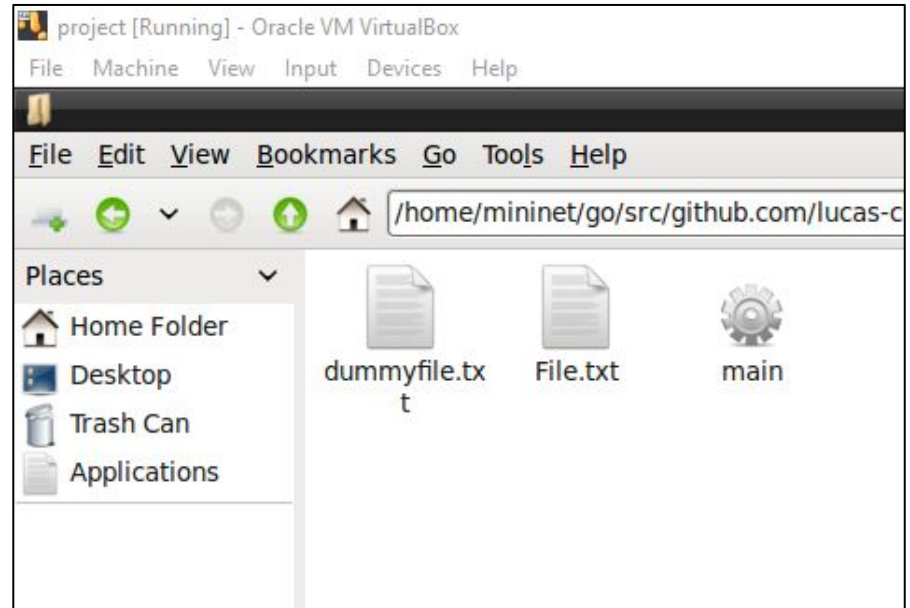 project [Running] - Oracle VM VirtualBox
File Machine View Input Devices Help
File Edit View Bookmarks Go Tools Help
/home/mininet/go/src/github.com/lucas-c
Places
Home Folder
Desktop
Trash Can
Applications
dummyfile.tx
t
File.txt
main